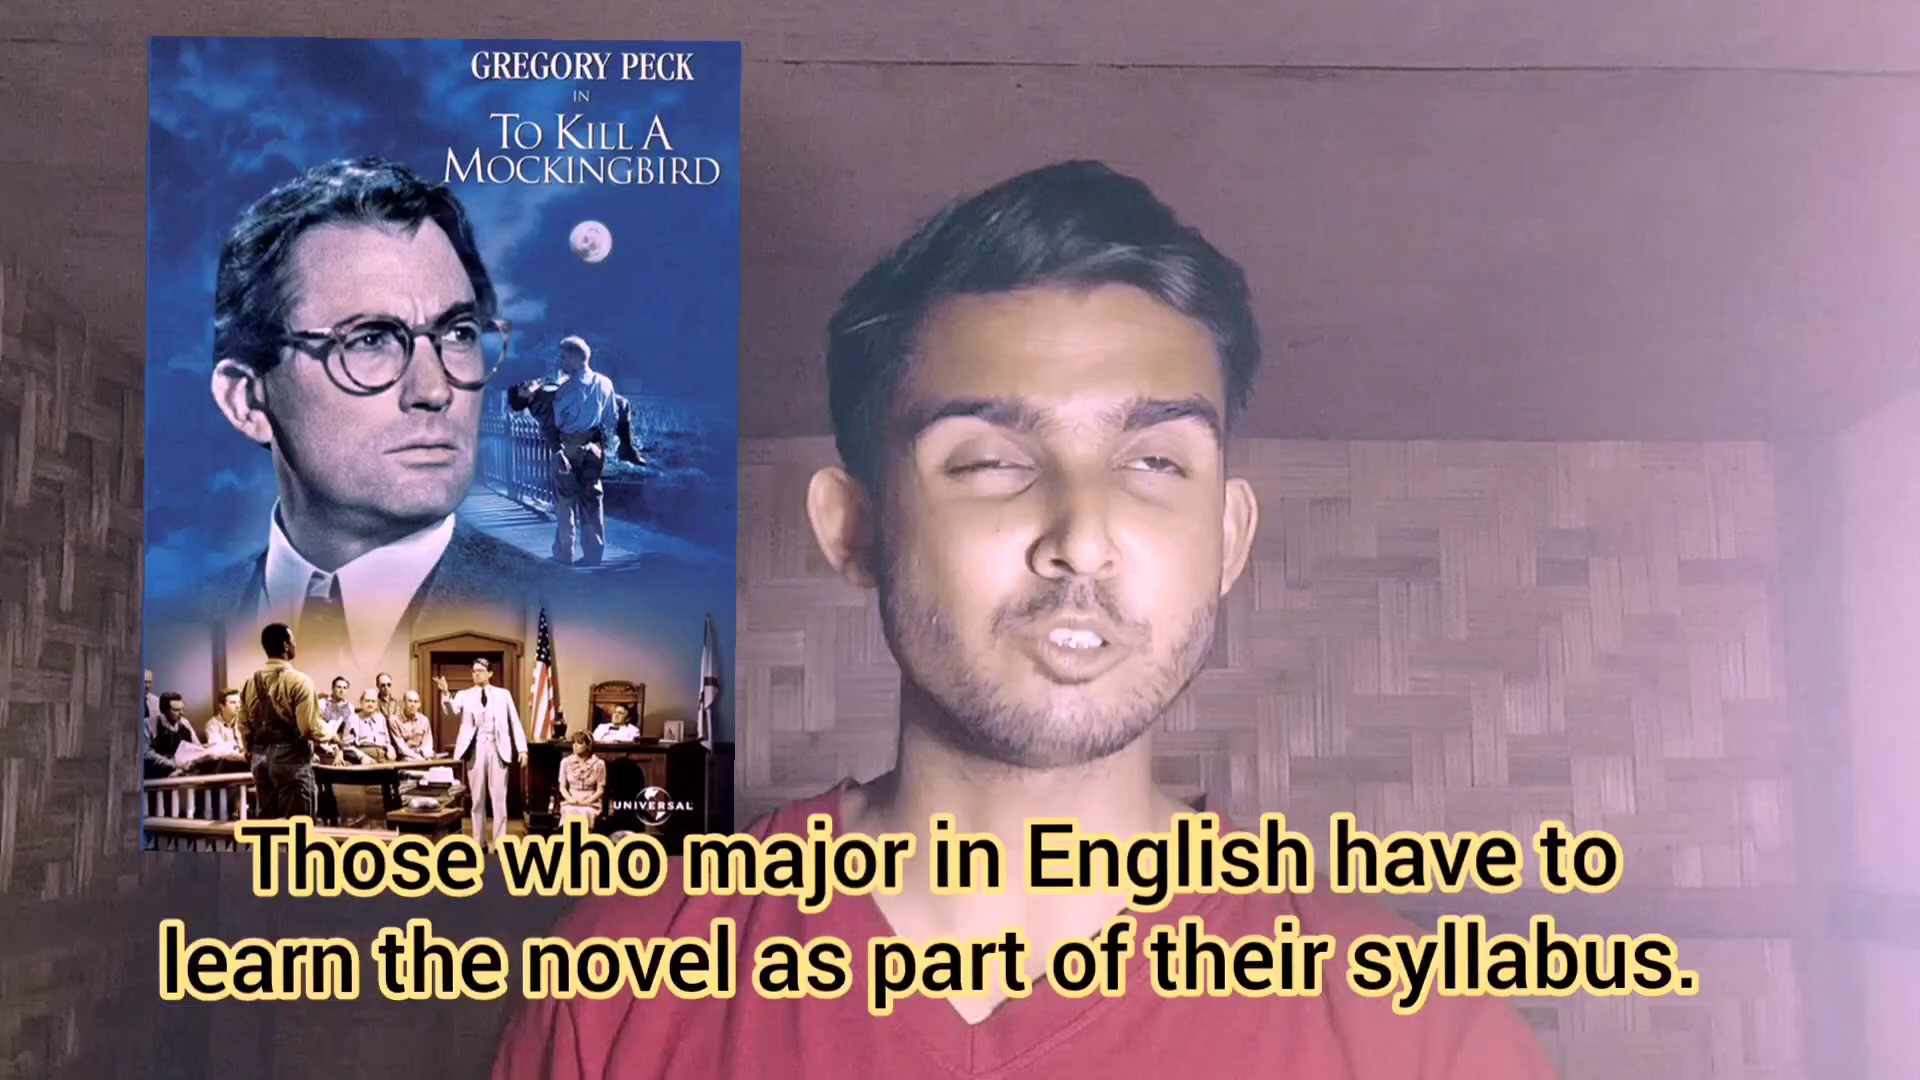 GREGORY PECK
IN
TO KILL A
MOCKINGBIRD
UNIVERSAL
Those who major in English have to
learn the novel as part of their syllabus.